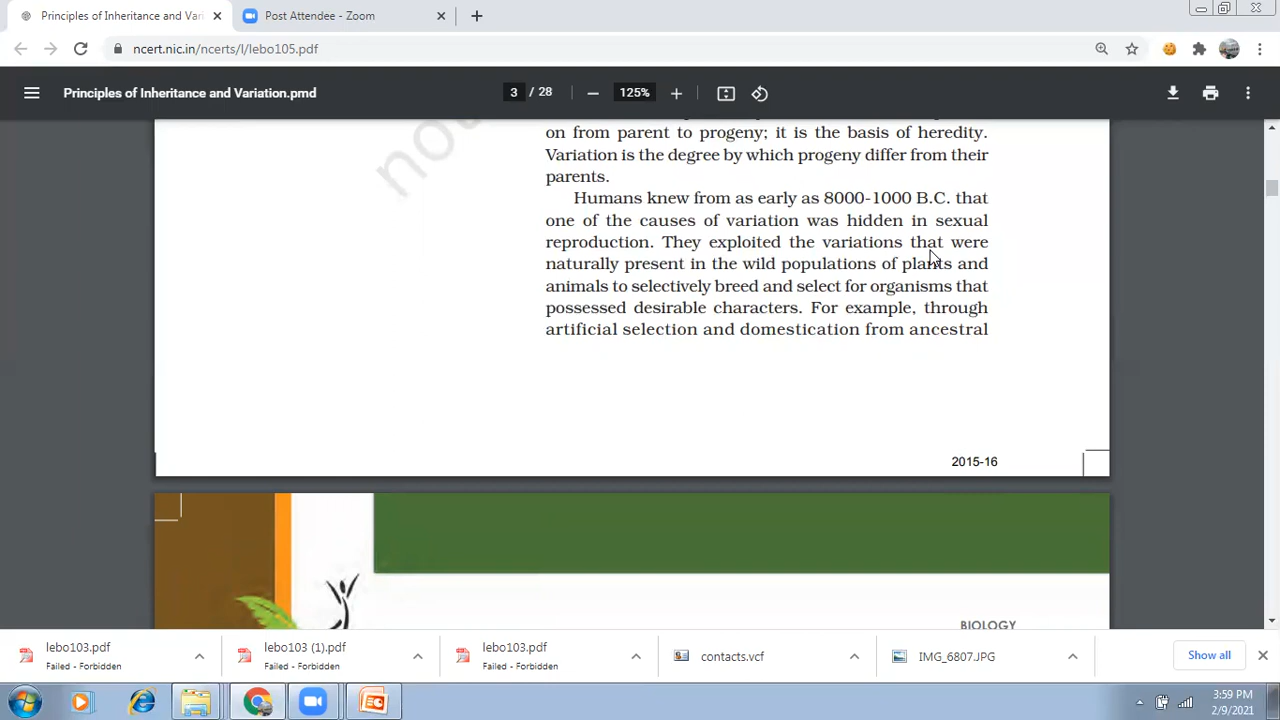 Principles of Inheritance and Vari
Post Attendee - Zoom
ncert.nic.in/ncerts/l/lebo105.pdf
Principles of Inheritance and Variation.pmd
3 / 28
125%
no
on from parent to progeny; it is the basis of heredity.
Variation is the degree by which progeny differ from their
parents.
Humans knew from as early as 8000-1000 B.C. that
one of the causes of variation was hidden in sexual
reproduction. They exploited the variations that were
naturally present in the wild populations of plants and
animals to selectively breed and select for organisms that
possessed desirable characters. For example, through
artificial selection and domestication from ancestral
2015-16
BIOLOGY
lebo103.pdf
Failed - Forbidden
lebo103 (1).pdf
Failed - Forbidden
lebo103.pdf
Failed - Forbidden
contacts.vcf
IMG_6807.JPG
Show all
3:59 PM
2/9/2021